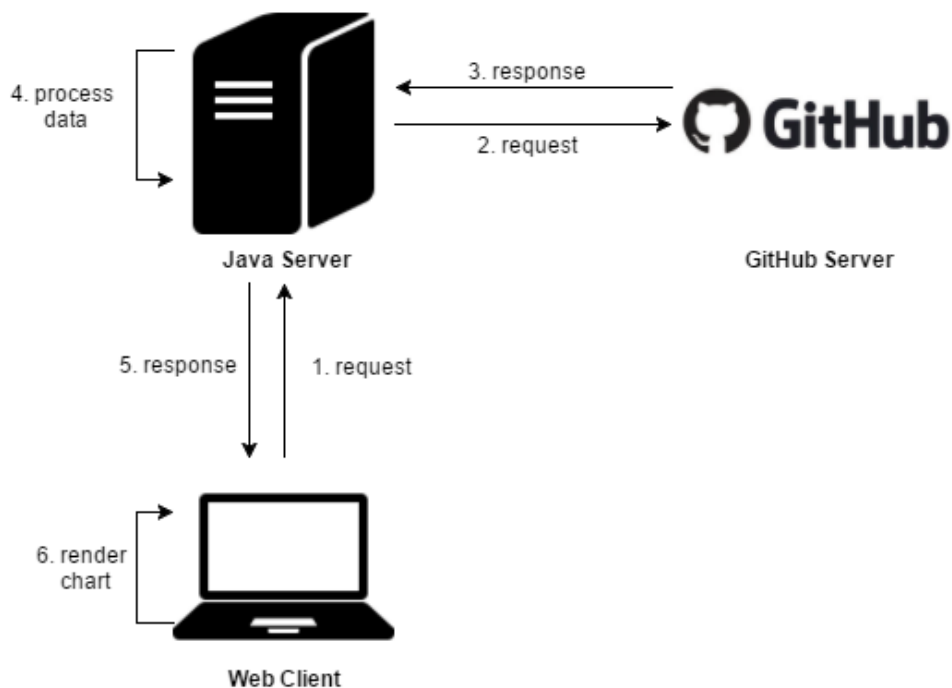 3. response
4. process
data
GitHub
2. request
Java Server
GitHub Server
5. response
1. request
6. render
chart
Web Client